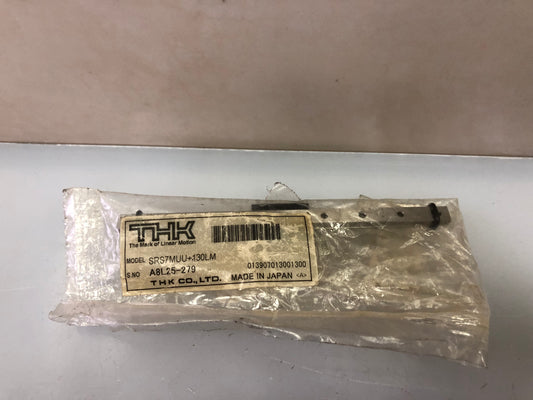 THK
The Mark of Linear Motion
MODEL SRS7MUU+130LM
013907013001300
S.NO A8L25-279
MADE IN JAPAN <A>
THK CO., LTD.